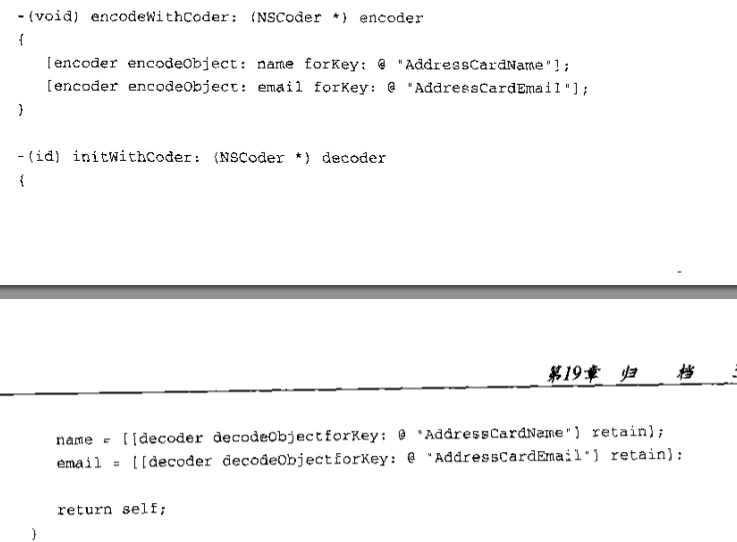 -(void) encodeWithCoder: (NSCoder *) encoder
{
[encoder encodeObject: name forKey: @ "AddressCardName"];
[encoder encodeObject: email forKey: @ "AddressCardEmail"];
}
-(id) initWithCoder: (NSCoder *) decoder
{
第19章 归 档
name = [[decoder decodeObjectforKey: @ "AddressCardName"] retain];
email = [[decoder decodeObjectforKey: @ "AddressCardEmail"] retain];
return self;
}